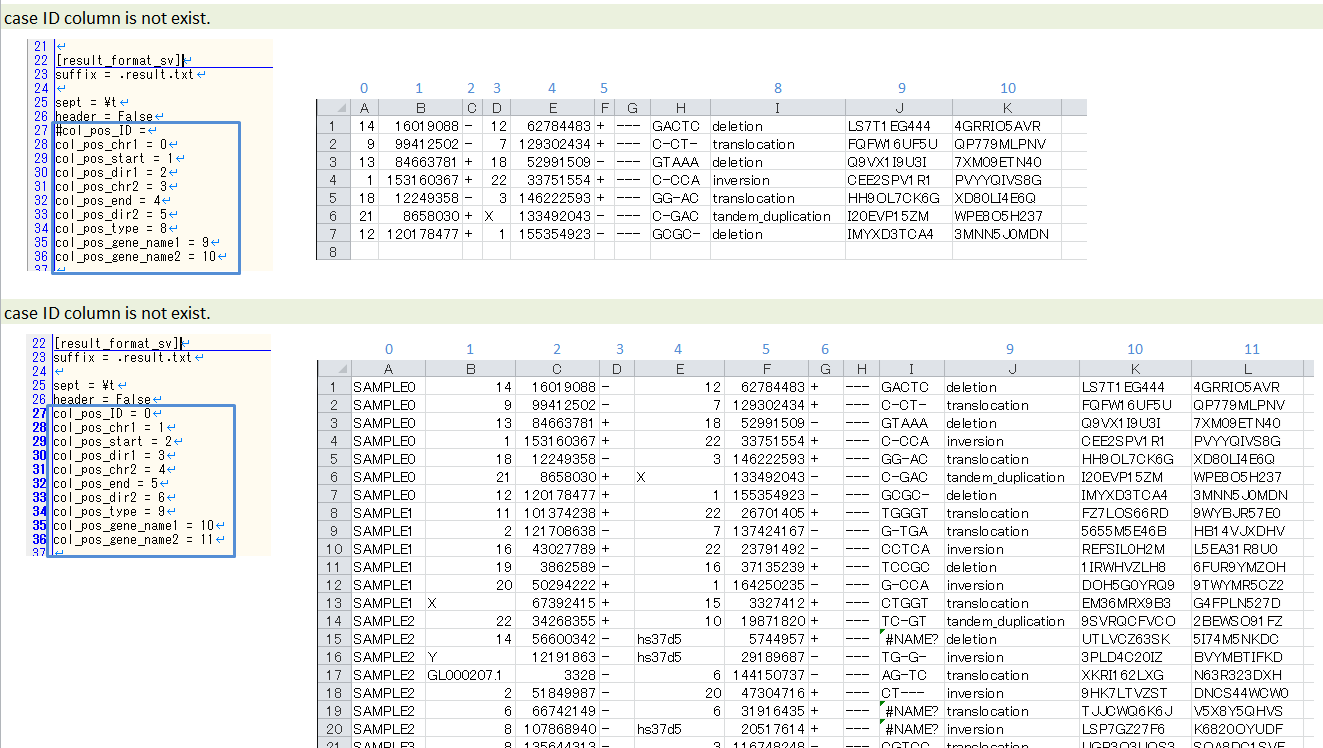 case ID column is not exist.
21
22 [result_format_sv]
23 suffix = .result.txt
24
25 sept = ¥t
26 header = False
27 #col_pos_ID =
28 col_pos_chr1 = 0
29 col_pos_start = 1
30 col_pos_dir1 = 2
31 col_pos_chr2 = 3
32 col_pos_end = 4
33 col_pos_dir2 = 5
34 col_pos_type = 8
35 col_pos_gene_name1 = 9
36 col_pos_gene_name2 = 10
37
0 1 2 3 4 5 8 9 10
A B C D E F G H I J K
1 14 16019088 - 12 62784483 + --- GACTC deletion LS7T1EG444 4GRRIO5AVR
2 9 99412502 - 7 129302434 + --- C-CT- translocation FQFW16UF5U QP779MLPNV
3 13 84663781 + 18 52991509 - --- GTAAA deletion Q9VX1I9U3I 7XM09ETN40
4 1 153160367 + 22 33751554 + --- C-CCA inversion CEE2SPV1R1 PVYYQIVS8G
5 18 12249358 - 3 146222593 + --- GG-AC translocation HH9OL7CK6G XD80LI4E6Q
6 21 8658030 + X 133492043 - --- C-GAC tandem_duplication I20EVP15ZM WPE8O5H237
7 12 120178477 + 1 155354923 - --- GCGC- deletion IMYXD3TCA4 3MNN5J0MDN
8
case ID column is not exist.
22 [result_format_sv]
23 suffix = .result.txt
24
25 sept = ¥t
26 header = False
27 col_pos_ID = 0
28 col_pos_chr1 = 1
29 col_pos_start = 2
30 col_pos_dir1 = 3
31 col_pos_chr2 = 4
32 col_pos_end = 5
33 col_pos_dir2 = 6
34 col_pos_type = 9
35 col_pos_gene_name1 = 10
36 col_pos_gene_name2 = 11
37
0 1 2 3 4 5 6 9 10 11
A B C D E F G H I J K L
1 SAMPLE0 14 16019088 - 12 62784483 + --- GACTC deletion LS7T1EG444 4GRRIO5AVR
2 SAMPLE0 9 99412502 - 7 129302434 + --- C-CT- translocation FQFW16UF5U QP779MLPNV
3 SAMPLE0 13 84663781 + 18 52991509 - --- GTAAA deletion Q9VX1I9U3I 7XM09ETN40
4 SAMPLE0 1 153160367 + 22 33751554 + --- C-CCA inversion CEE2SPV1R1 PVYYQIVS8G
5 SAMPLE0 18 12249358 - 3 146222593 + --- GG-AC translocation HH9OL7CK6G XD80LI4E6Q
6 SAMPLE0 21 8658030 + X 133492043 - --- C-GAC tandem_duplication I20EVP15ZM WPE8O5H237
7 SAMPLE0 12 120178477 + 1 155354923 - --- GCGC- deletion IMYXD3TCA4 3MNN5J0MDN
8 SAMPLE1 11 101374238 + 22 26701405 + --- TGGGT translocation FZ7LOS66RD 9WYBJR57E0
9 SAMPLE1 2 121708638 - 7 137424167 - --- G-TGA translocation 5655M5E46B HB14VJXDHV
10 SAMPLE1 16 43027789 + 22 23791492 - --- CCTCA inversion REFSIL0H2M L5EA31R8U0
11 SAMPLE1 19 3862589 - 16 37135239 + --- TCCGC deletion 1IRWHVZLH8 6FUR9YMZOH
12 SAMPLE1 20 50294222 + 1 164250235 - --- G-CCA inversion DOH5G0YRQ9 9TWYMR5CZ2
13 SAMPLE1 X 67392415 + 15 3327412 + --- CTGGT translocation EM36MRX9B3 G4FPLN527D
14 SAMPLE2 22 34268355 + 10 19871820 + --- TC-GT tandem_duplication 9SVRQCFVCO 2BEWSO91FZ
15 SAMPLE2 14 56600342 - hs37d5 5744957 + --- #NAME? deletion UTLVCZ63SK 5I74M5NKDC
16 SAMPLE2 Y 12191863 - hs37d5 29189687 - --- TG-G- inversion 3PLD4C20IZ BVYMBTIFKD
17 SAMPLE2 GL000207.1 3328 - 6 144150737 - --- AG-TC translocation XKRI162LXG N63R323DXH
18 SAMPLE2 2 51849987 - 20 47304716 + --- CT--- inversion 9HK7LTVZST DNCS44WCW0
19 SAMPLE2 6 66742149 - 6 31916435 + --- #NAME? translocation TJJCWQ6K6J V5X8Y5QHVS
20 SAMPLE2 8 107868940 - hs37d5 20517614 + --- #NAME? inversion LSP7GZ27F6 K6820OYUDF